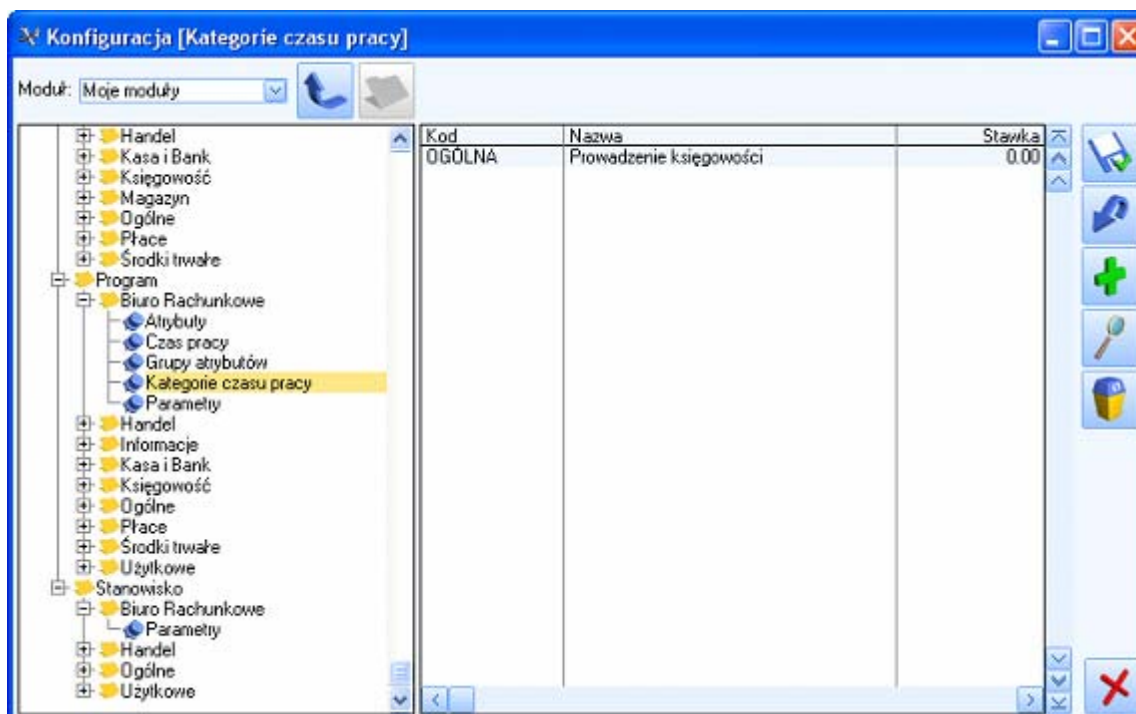 Konfiguracja [Kategorie czasu pracy]
Moduł: Moje moduły
Handel
Kasa i Bank
Księgowość
Magazyn
Ogólne
Płace
Środki trwałe
Program
Biuro Rachunkowe
Atrybuty
Czas pracy
Grupy atrybutów
Kategorie czasu pracy
Parametry
Handel
Informacje
Kasa i Bank
Księgowość
Ogólne
Płace
Środki trwałe
Użytkowe
Stanowisko
Biuro Rachunkowe
Parametry
Handel
Ogólne
Użytkowe
Kod Nazwa Stawka
OGÓLNA Prowadzenie księgowości 0.00